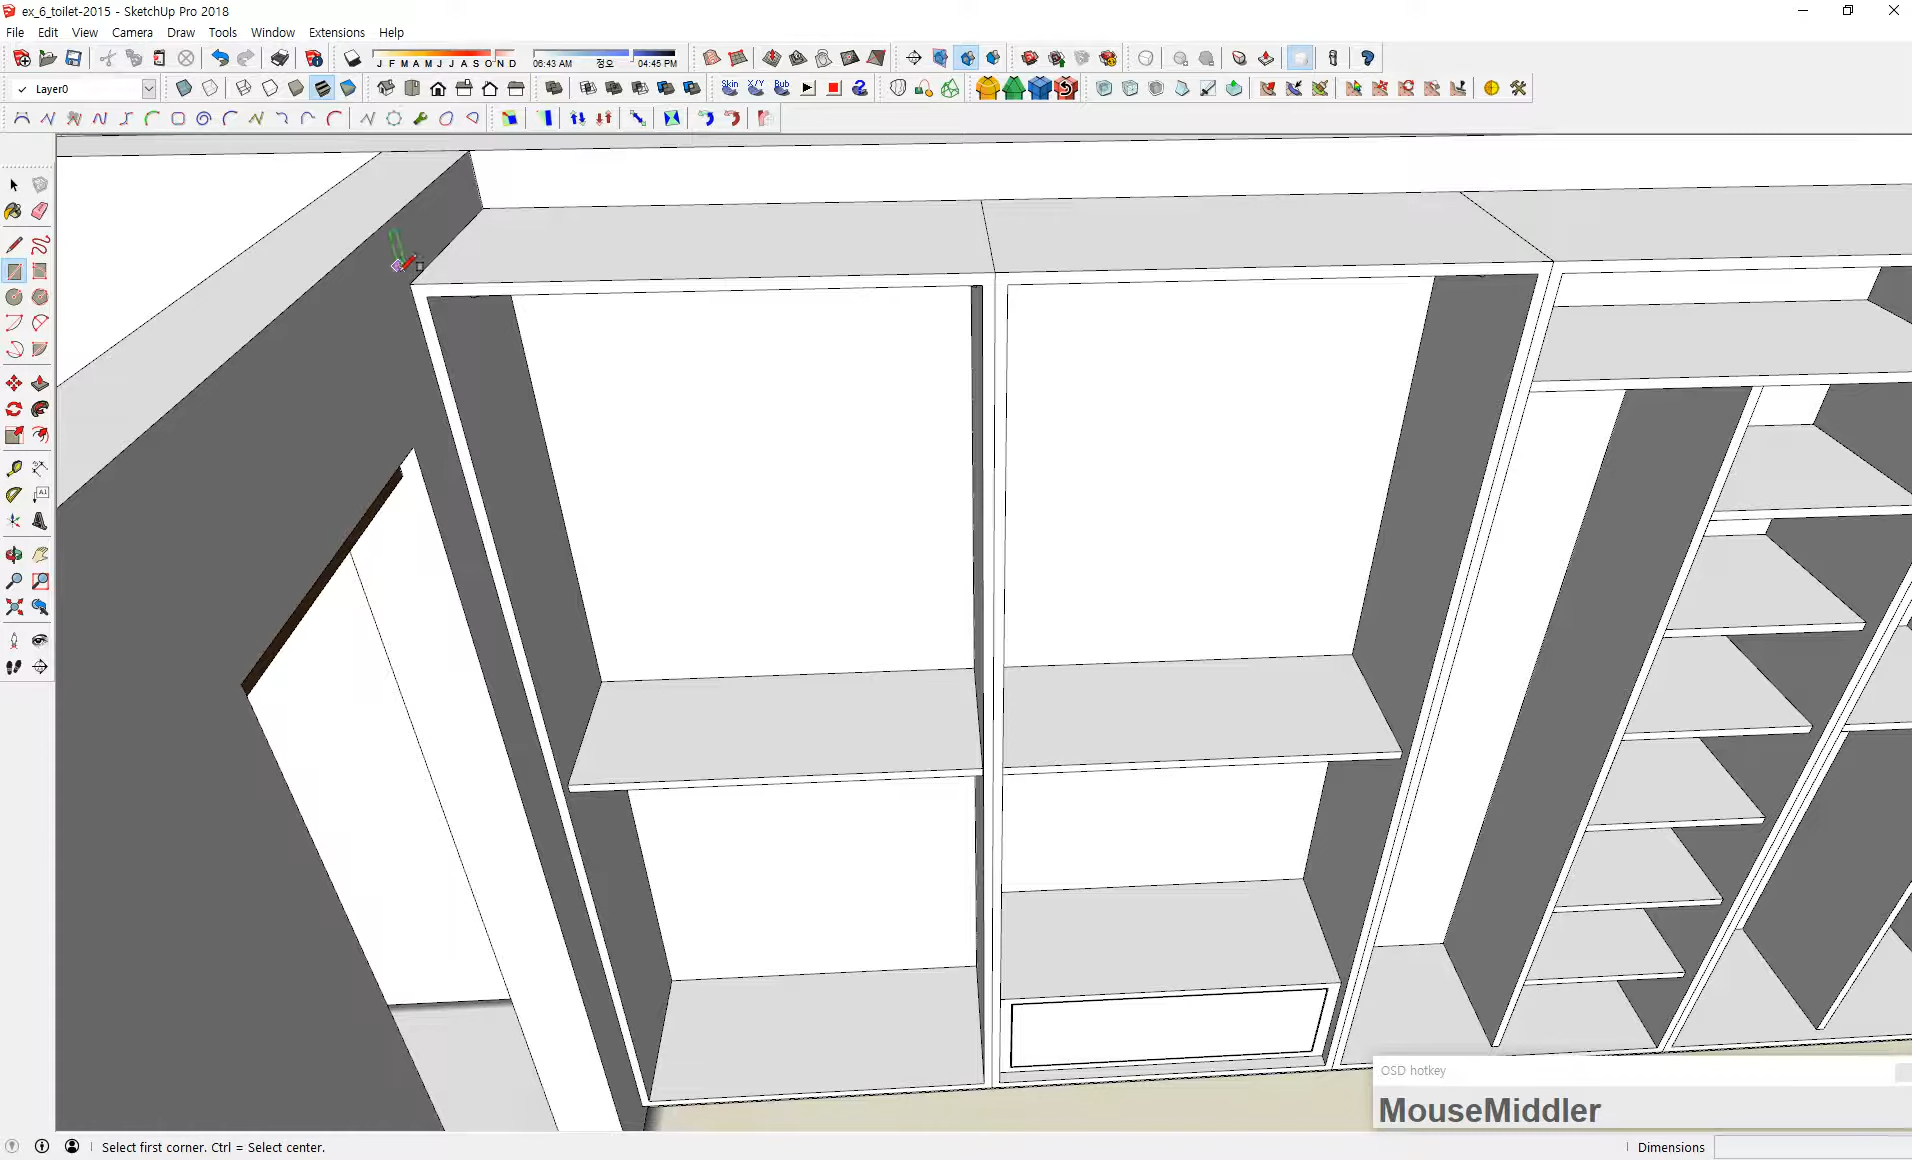 ex_6_toilet-2015 - SketchUp Pro 2018
File Edit View Camera Draw Tools Window Extensions Help
J F M A M J J A S O N D 06:43 AM 정오 04:45 PM
Layer0 Skin X/Y Bub
A1
OSD hotkey
MouseMiddler
Select first corner. Ctrl = Select center. Dimensions